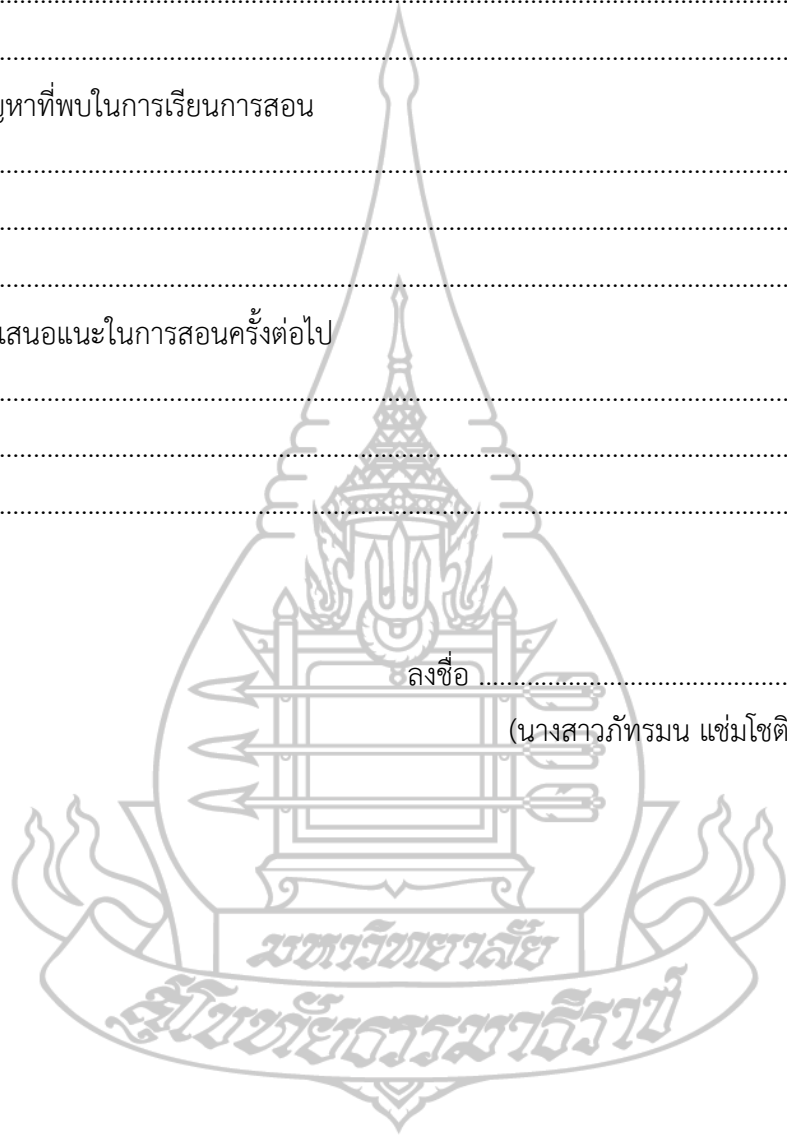 ........................................................................................................
........................................................................................................
ญหาที่พบในการเรียนการสอน
........................................................................................................
........................................................................................................
........................................................................................................
เสนอแนะในการสอนครั้งต่อไป
........................................................................................................
........................................................................................................
........................................................................................................
ลงชื่อ .............................................
(นางสาวภัทรมน แซ่มโชติ
มหาวิทยาลัย
สุโขทัยธรรมาธิราช